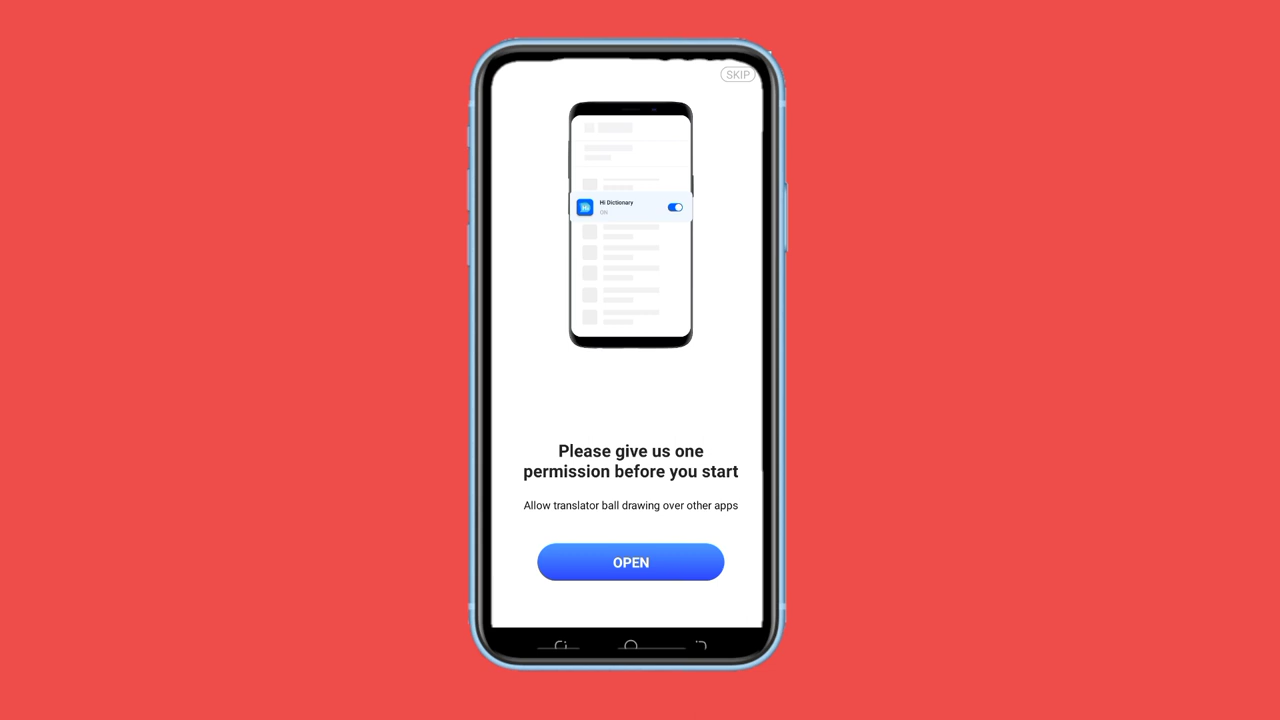 SKIP
Hi Dictionary
Hi
ON
Please give us one
permission before you start
Allow translator ball drawing over other apps
OPEN